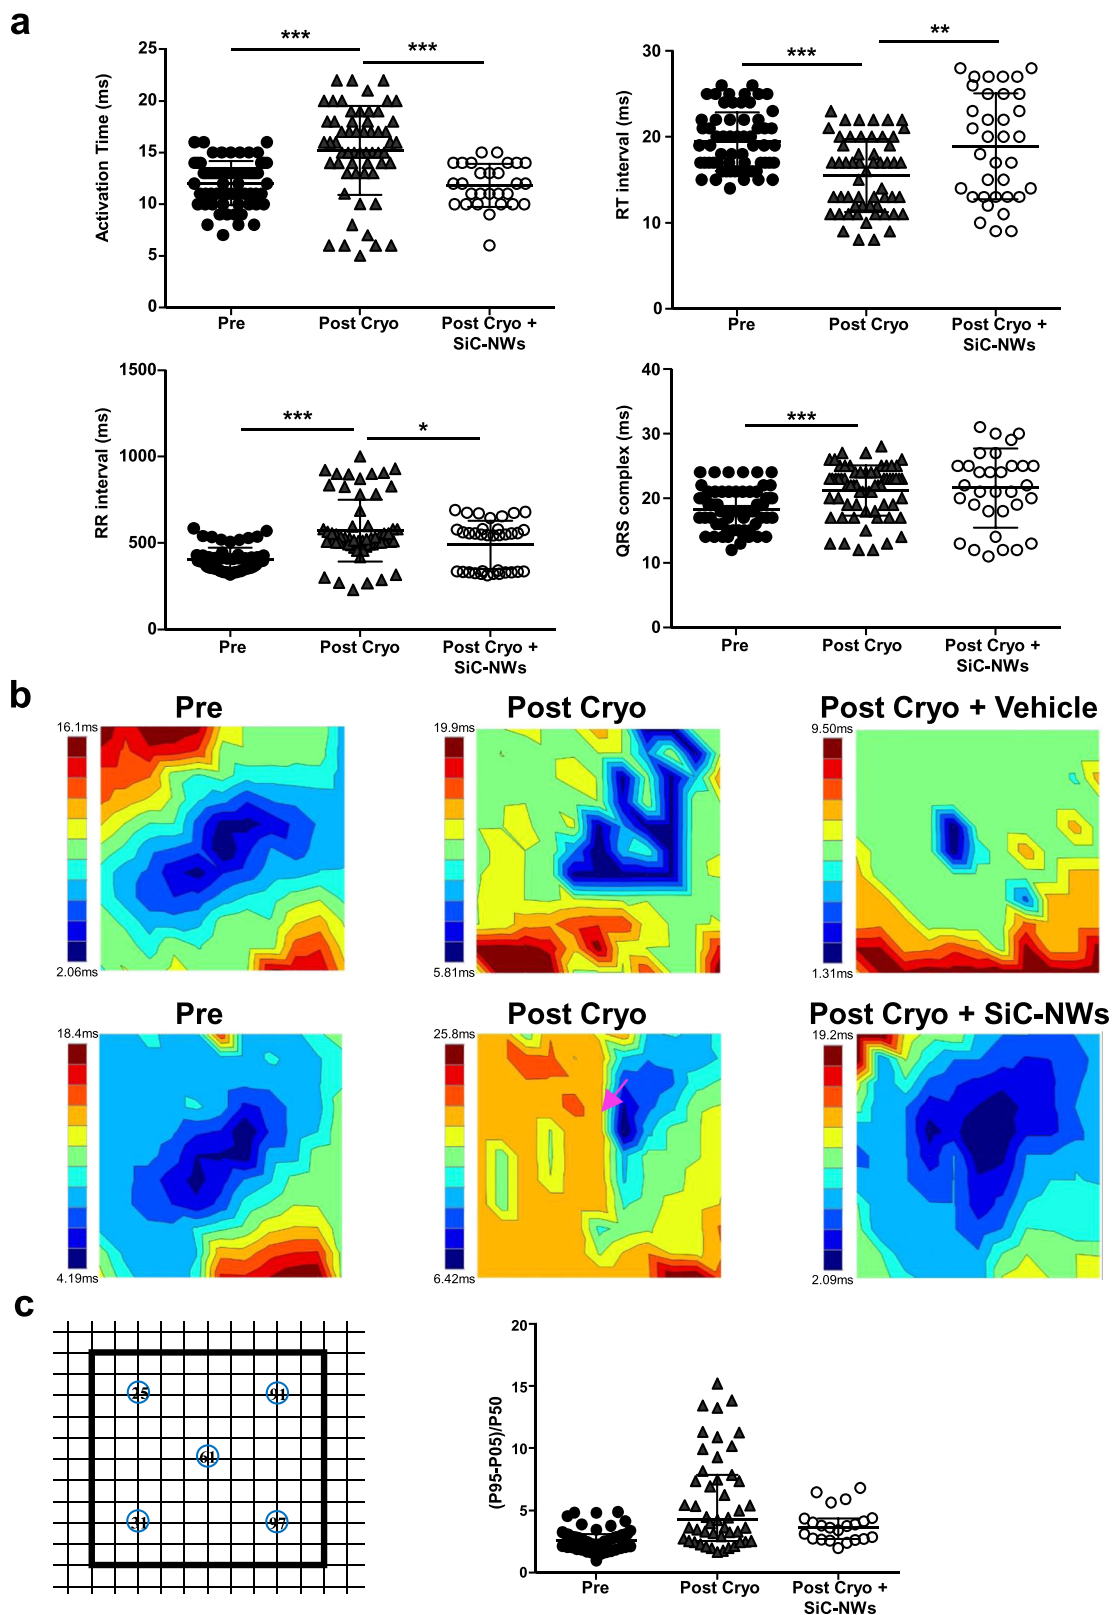 a
***
***
25
20
15
10
5
0
Activation Time (ms)
Pre
Post Cryo
Post Cryo +
SiC-NWs
***
**
30
20
10
0
RT interval
(ms)
Pre
Post Cryo
Post Cryo +
SiC-NWs
***
*
1500
1000
500
0
RR interval (ms)
Pre
Post Cryo
Post Cryo +
SiC-NWs
***
40
30
20
10
0
QRS complex (ms)
Pre
Post Cryo
Post Cryo +
SiC-NWs
b
Pre
16.1ms
2.06ms
Post Cryo
19.9ms
5.81ms
Post Cryo + Vehicle
9.50ms
1.31ms
Pre
18.4ms
4.19ms
Post Cryo
25.8ms
6.42ms
Post Cryo + SiC-NWs
19.2ms
2.09ms
c
25
91
61
31
97
20
15
10
5
0
(P95-P05)/P50
Pre
Post Cryo
Post Cryo +
SiC-NWs